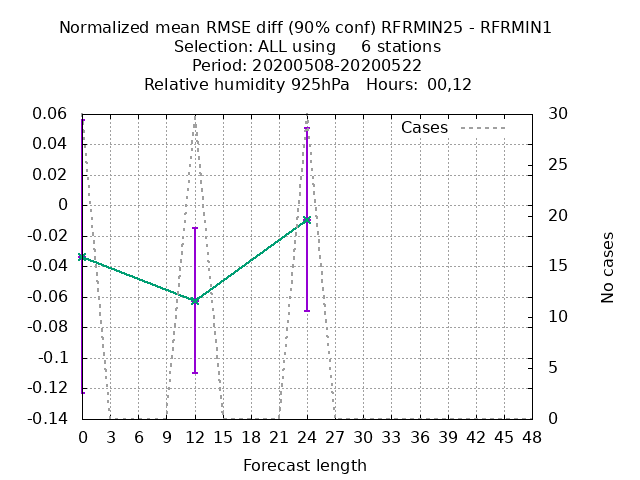 Normalized mean RMSE diff (90% conf) RFRMIN25 - RFRMIN1
Selection: ALL using 6 stations
Period: 20200508-20200522
Relative humidity 925hPa Hours: 00,12
Cases
0.06
0.04
0.02
0
-0.02
-0.04
-0.06
-0.08
-0.1
-0.12
-0.14
30
25
20
15
10
5
0
No cases
0 3 6 9 12 15 18 21 24 27 30 33 36 39 42 45 48
Forecast length